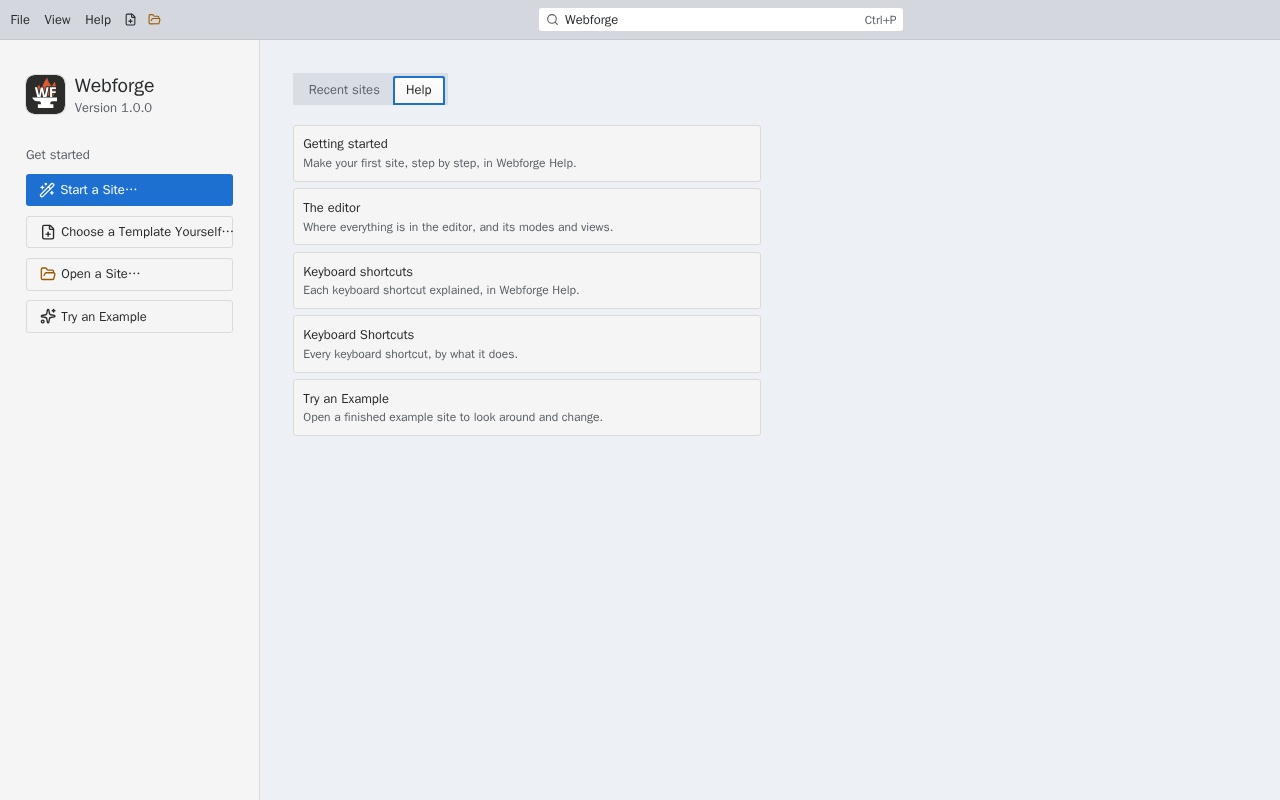 File View Help
Webforge
Ctrl+P
WF
Webforge
Version 1.0.0
Get started
Start a Site···
Choose a Template Yourself···
Open a Site···
Try an Example
Recent sites
Help
Getting started
Make your first site, step by step, in Webforge Help.
The editor
Where everything is in the editor, and its modes and views.
Keyboard shortcuts
Each keyboard shortcut explained, in Webforge Help.
Keyboard Shortcuts
Every keyboard shortcut, by what it does.
Try an Example
Open a finished example site to look around and change.